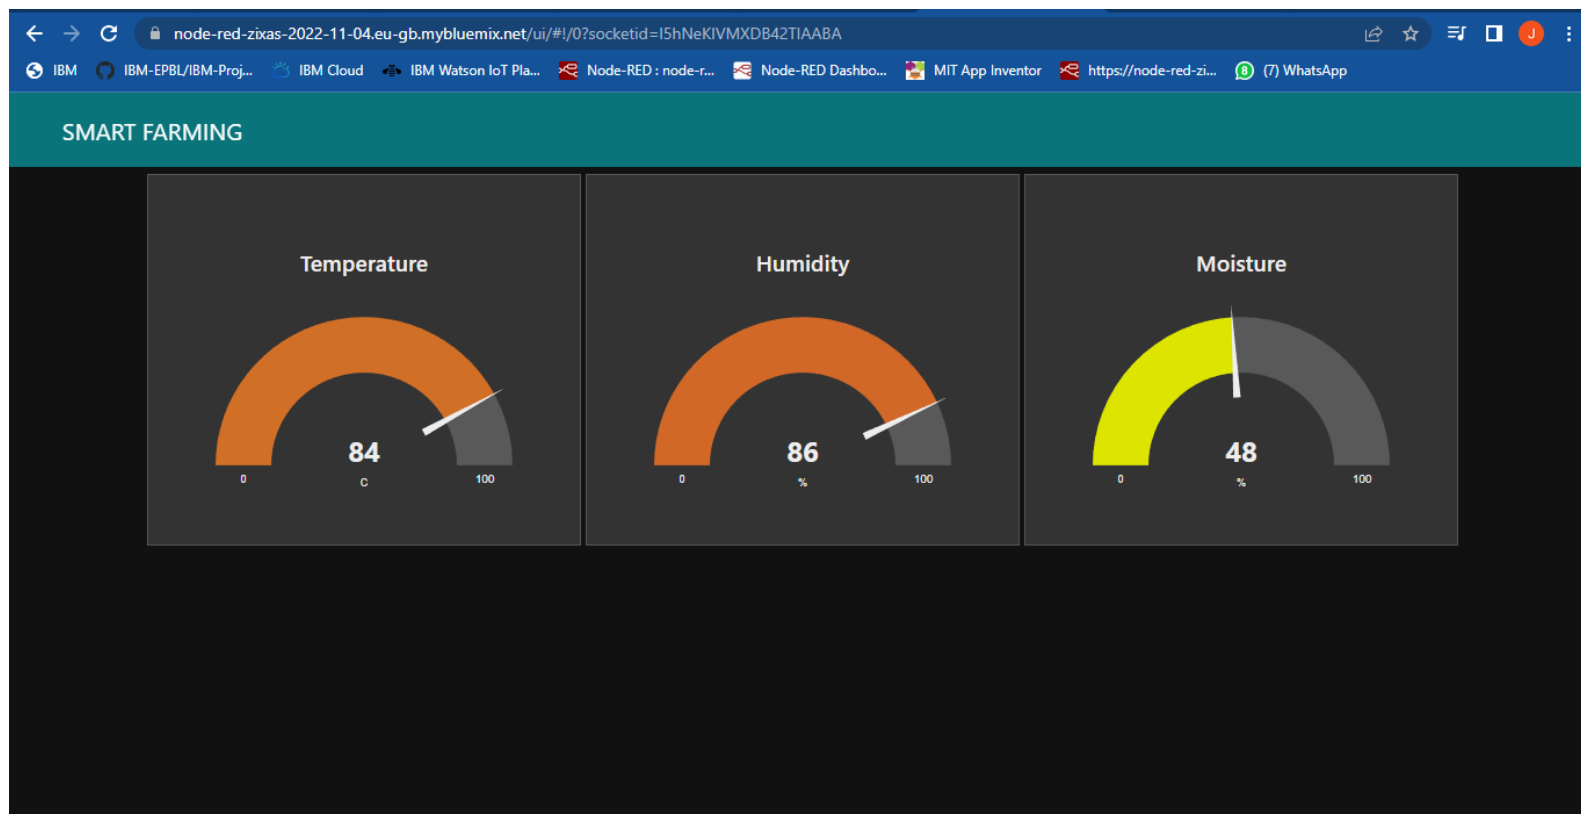 node-red-zixas-2022-11-04.eu-gb.mybluemix.net/ui/#!/0?socketid=I5hNeKIVMXDB42TIAABA
J
IBM IBM-EPBL/IBM-Proj... IBM Cloud IBM Watson IoT Pla... Node-RED : node-r... Node-RED Dashbo... MIT App Inventor https://node-red-zi... 8 (7) WhatsApp
SMART FARMING
Temperature
84
0 C 100
Humidity
86
0 % 100
Moisture
48
0 % 100